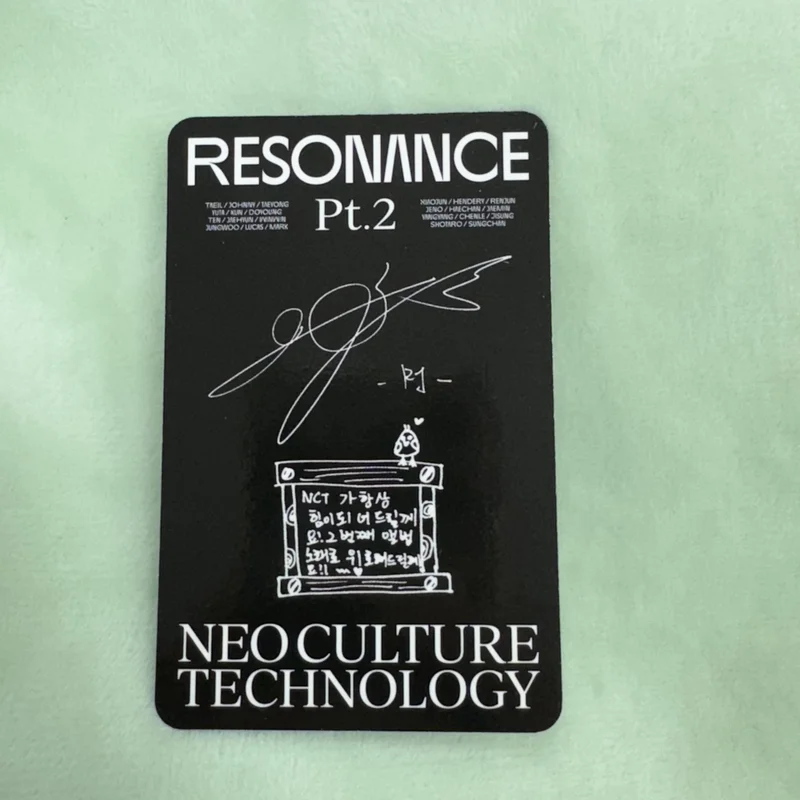 RESONANCE
Pt.2
TAEIL / JOHNNY / TAEYONG
YUTA / KUN / DOYOUNG
TEN / JAEHYUN / WINWIN
JUNGWOO / LUCAS / MARK
XIAOJUN / HENDERY / RENJUN
JENO / HAECHAN / JAEMIN
YANGYANG / CHENLE / JISUNG
SHOTARO / SUNGCHAN
- RJ -
NCT 가 항상
힘이 되어 드릴께
요! 2번째 앨범
노래로 위로해드릴께
요!! ~♥
NEO CULTURE
TECHNOLOGY